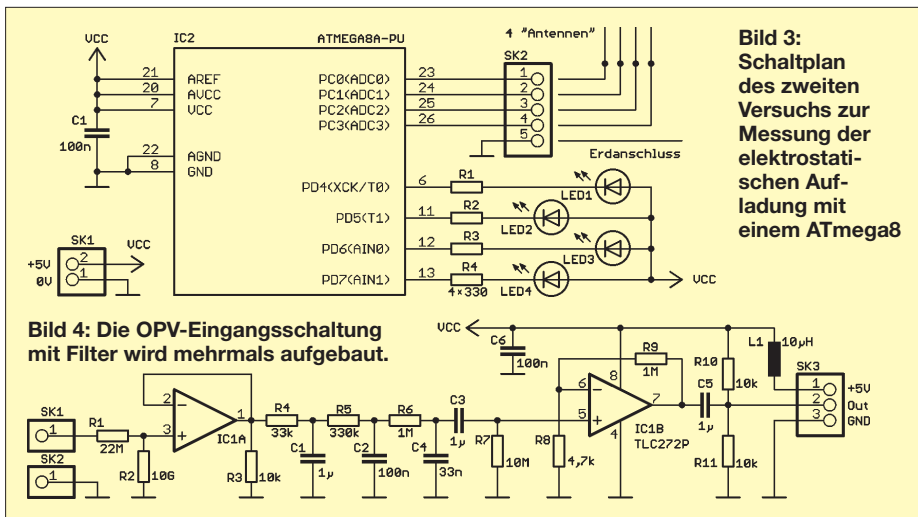 VCC
IC2
ATMEGA8A-PU
4 "Antennen"
SK2
21 AREF
20 AVCC
7 VCC
C1
100n
22 AGND
8 GND
PC0(ADC0) 23 1
PC1(ADC1) 24 2
PC2(ADC2) 25 3
PC3(ADC3) 26 4
5
Erdanschluss
PD4(XCK/T0) 6 R1 LED1
PD5(T1) 11 R2 LED2
PD6(AIN0) 12 R3 LED3
PD7(AIN1) 13 R4 LED4
4×330
VCC
SK1
+5V 2 VCC
0V 1
Bild 3:
Schaltplan
des zweiten
Versuchs zur
Messung der
elektrostati-
schen Auf-
ladung mit
einem ATmega8
Bild 4: Die OPV-Eingangsschaltung
mit Filter wird mehrmals aufgebaut.
VCC
C6
100n
R9
1M
R10
10k
L1
10µH
SK3
1 +5V
2 Out
3 GND
SK1
1
R1
22M
SK2
1
R2
10G
2
−
3
+
1
IC1A
R3
10k
R4
33k
C1
1µ
R5
330k
C2
100n
R6
1M
C4
33n
C3
1µ
R7
10M
R8
4,7k
6
−
5
+
8
7
4
IC1B
TLC272P
C5
1µ
R11
10k